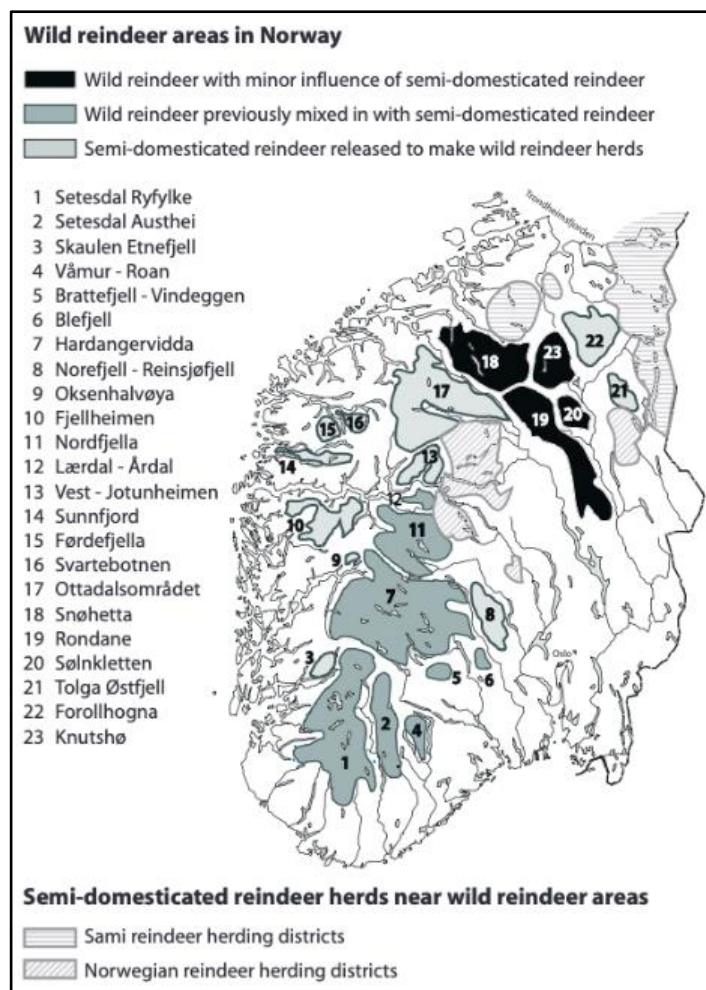 Wild reindeer areas in Norway
Wild reindeer with minor influence of semi-domesticated reindeer
Wild reindeer previously mixed in with semi-domesticated reindeer
Semi-domesticated reindeer released to make wild reindeer herds
1 Setesdal Ryfylke
2 Setesdal Austhei
3 Skaulen Etnefjell
4 Våmur - Roan
5 Brattefjell - Vindeggen
6 Blefjell
7 Hardangervidda
8 Norefjell - Reinsjøfjell
9 Oksenhalvøya
10 Fjellheimen
11 Nordfjella
12 Lærdal - Årdal
13 Vest - Jotunheimen
14 Sunnfjord
15 Førdefjella
16 Svartebotnen
17 Ottadalsområdet
18 Snøhetta
19 Rondane
20 Sølnkletten
21 Tolga Østfjell
22 Forollhogna
23 Knutshø
Trondheimsfjorden
22
18
23
17
21
19
20
15
16
14
13
12
10
11
9
7
8
Oslo
3
5
6
2
4
1
Semi-domesticated reindeer herds near wild reindeer areas
Sami reindeer herding districts
Norwegian reindeer herding districts